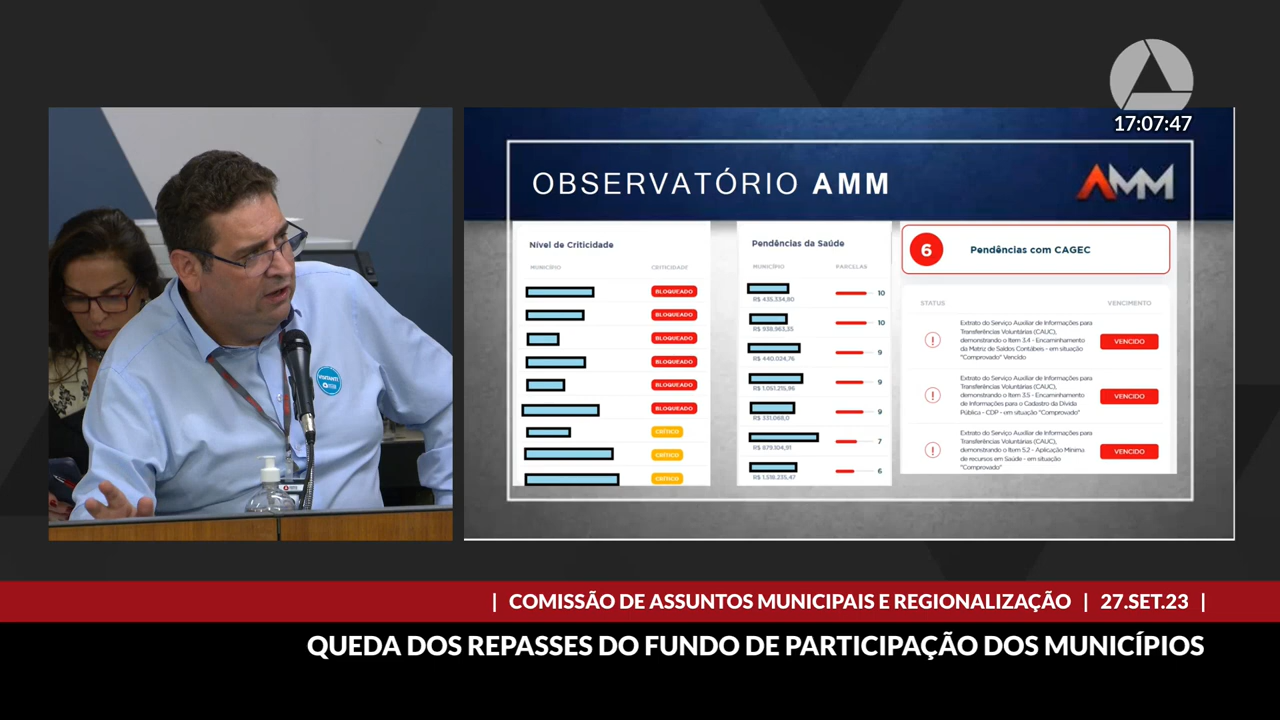 17:07:47
OBSERVATÓRIO AMM
AMM
Nível de Criticidade
MUNICÍPIO CRITICIDADE
BLOQUEADO
BLOQUEADO
BLOQUEADO
BLOQUEADO
BLOQUEADO
BLOQUEADO
CRÍTICO
CRÍTICO
CRÍTICO
Pendências da Saúde
MUNICÍPIO PARCELAS
10
R$ 435.334,80
10
R$ 938.963,55
9
R$ 440.024,76
9
R$ 1.051.215,96
9
R$ 331.068,0
7
R$ 879.104,91
6
R$ 1.518.235,47
6 Pendências com CAGEC
STATUS VENCIMENTO
Extrato do Serviço Auxiliar de Informações para
Transferências Voluntárias (CAUC),
demonstrando o Item 3.4 - Encaminhamento
da Matriz de Saldos Contábeis - em situação
"Comprovado" Vencido
VENCIDO
Extrato do Serviço Auxiliar de Informações para
Transferências Voluntárias (CAUC),
demonstrando o Item 3.5 - Encaminhamento
de Informações para o Cadastro da Dívida
Pública - CDP - em situação "Comprovado"
VENCIDO
Extrato do Serviço Auxiliar de Informações para
Transferências Voluntárias (CAUC),
demonstrando o Item 5.2 - Aplicação Mínima
de recursos em Saúde - em situação
"Comprovado"
VENCIDO
VISITANTE
| COMISSÃO DE ASSUNTOS MUNICIPAIS E REGIONALIZAÇÃO | 27.SET.23 |
QUEDA DOS REPASSES DO FUNDO DE PARTICIPAÇÃO DOS MUNICÍPIOS